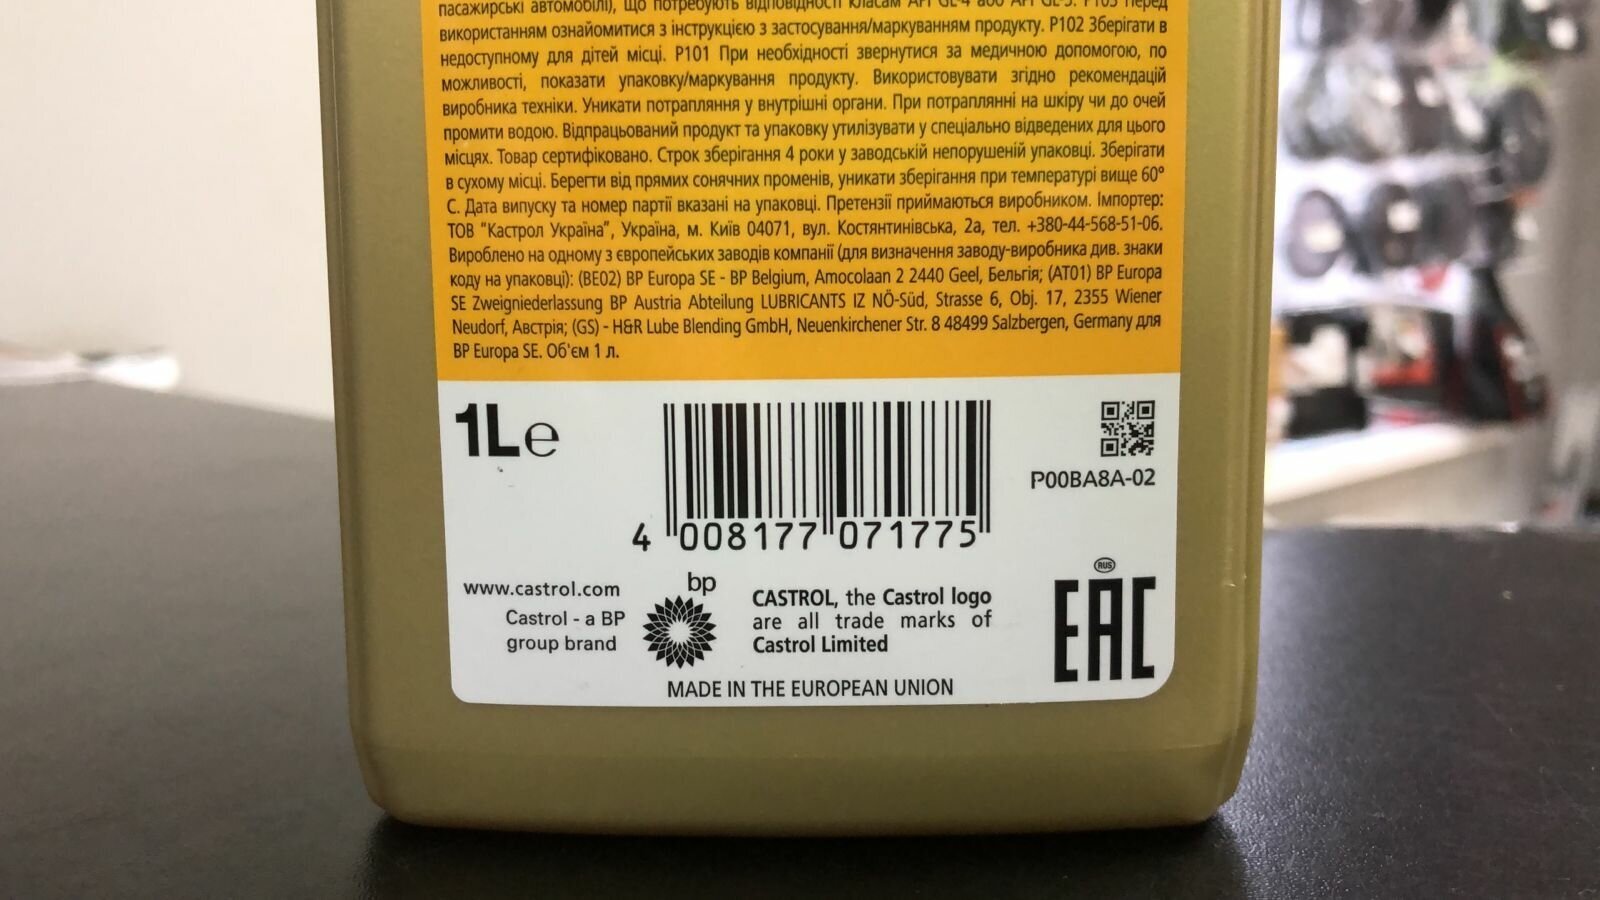 пасажирські автомобілі), що потребують відповідності класам API GL-4 або API GL-5. P103 Перед
використанням ознайомитися з інструкцією з застосування/маркуванням продукту. P102 Зберігати в
недоступному для дітей місці. P101 При необхідності звернутися за медичною допомогою, по
можливості, показати упаковку/маркування продукту. Використовувати згідно рекомендацій
виробника техніки. Уникати потрапляння у внутрішні органи. При потраплянні на шкіру чи до очей
промити водою. Відпрацьований продукт та упаковку утилізувати у спеціально відведених для цього
місцях. Товар сертифіковано. Строк зберігання 4 роки у заводській непорушеній упаковці. Зберігати
в сухому місці. Берегти від прямих сонячних променів, уникати зберігання при температурі вище 60°
C. Дата випуску та номер партії вказані на упаковці. Претензії приймаються виробником. Імпортер:
ТОВ "Кастрол Україна", Україна, м. Київ 04071, вул. Костянтинівська, 2а, тел. +380-44-568-51-06.
Вироблено на одному з європейських заводів компанії (для визначення заводу-виробника див. знаки
коду на упаковці): (BE02) BP Europa SE - BP Belgium, Amocolaan 2 2440 Geel, Бельгія; (AT01) BP Europa
SE Zweigniederlassung BP Austria Abteilung LUBRICANTS IZ NÖ-Süd, Strasse 6, Obj. 17, 2355 Wiener
Neudorf, Австрія; (GS) - H&R Lube Blending GmbH, Neuenkirchener Str. 8 48499 Salzbergen, Germany для
BP Europa SE. Об'єм 1 л.
1L e
P00BA8A-02
4 008177 071775
RUS
EAC
www.castrol.com
Castrol - a BP
group brand
bp
CASTROL, the Castrol logo
are all trade marks of
Castrol Limited
MADE IN THE EUROPEAN UNION